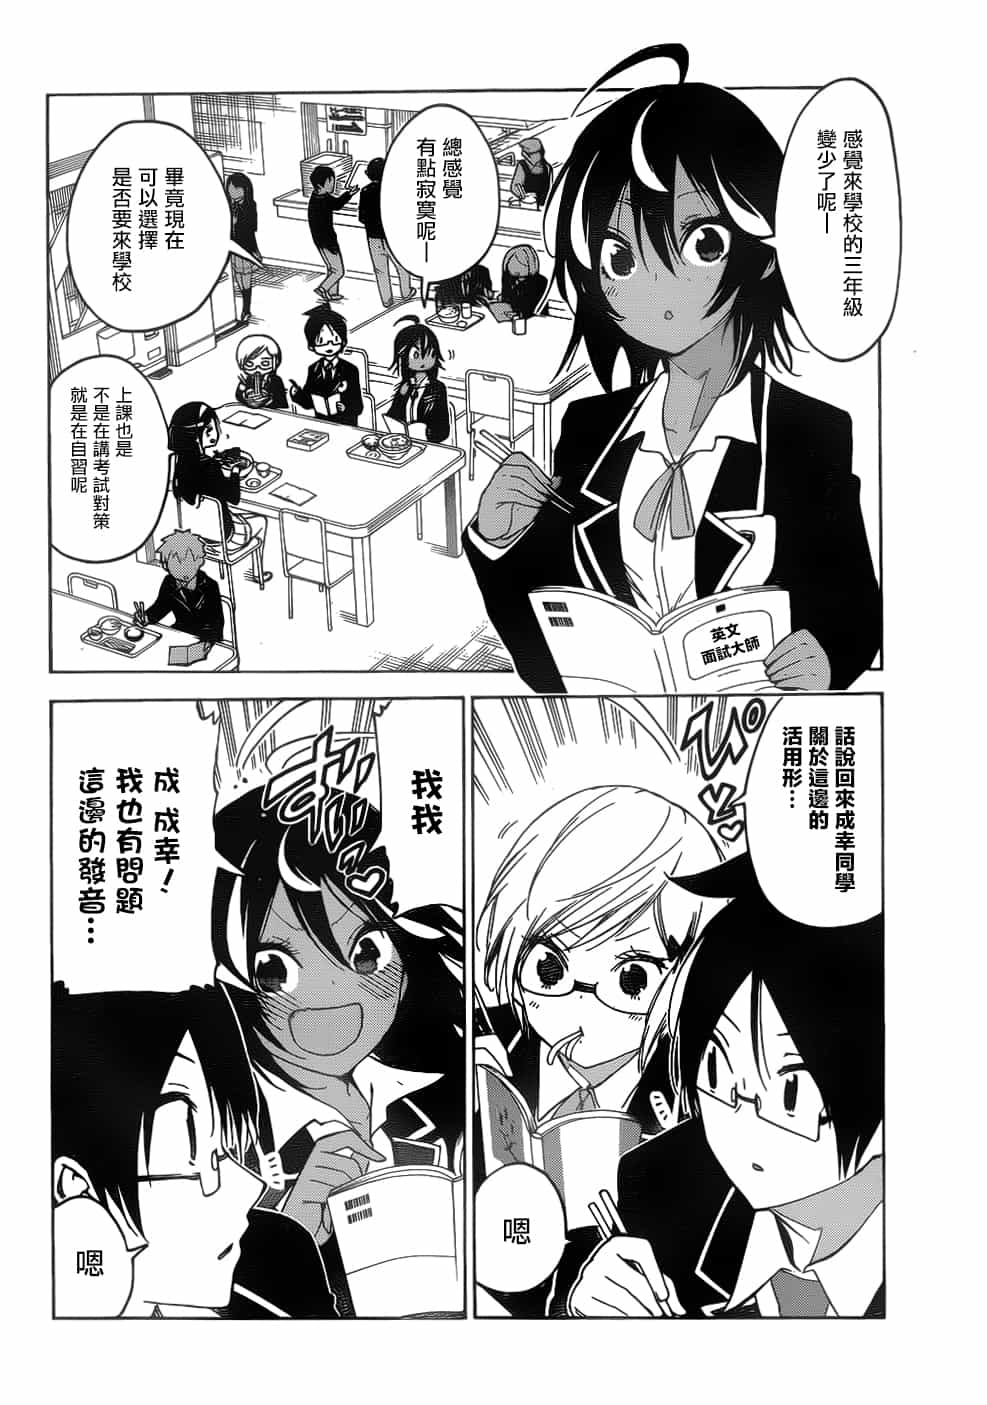 感覺來學校的三年級
變少了呢—
總感覺
有點寂寞呢—
畢竟現在
可以選擇
是否要來學校
上課也是
不是在講考試對策
就是在自習呢
英文
面試大師
話說回來成幸同學
關於這邊的
活用形…
嗯
我我
成 成幸！
我也有問題
這邊的發音…
嗯